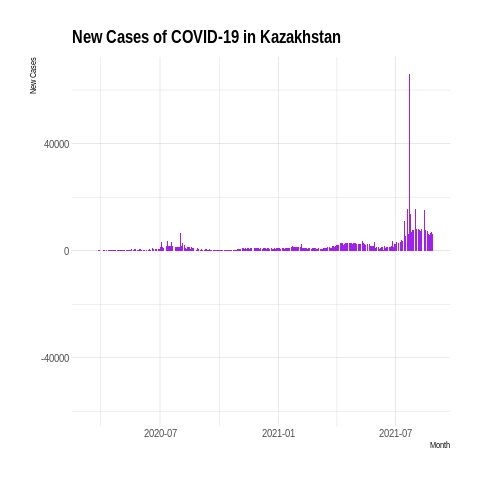 New Cases of COVID-19 in Kazakhstan
New Cases
40000
0
-40000
2020-07
2021-01
2021-07
Month